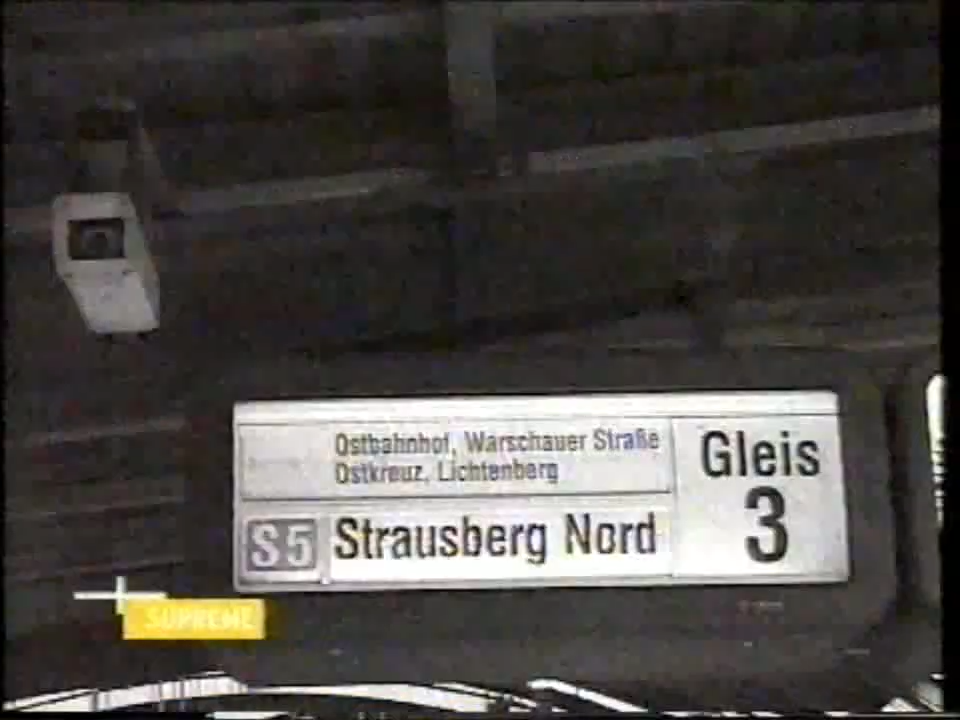 Ostbahnhof, Warschauer Straße
Ostkreuz, Lichtenberg
S5 Strausberg Nord
Gleis
3
SUPREME